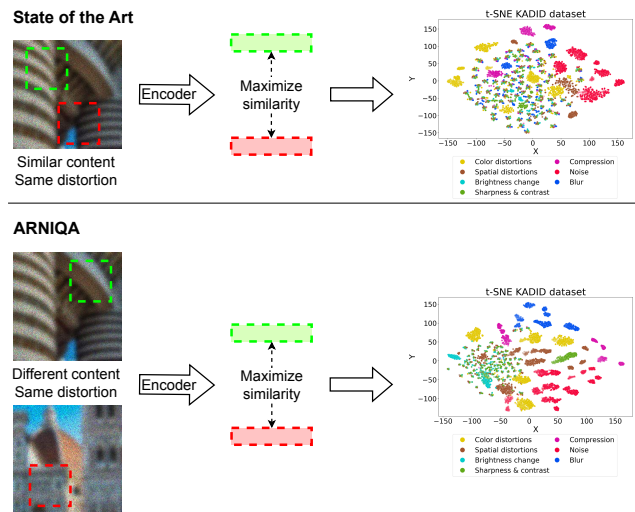 State of the Art
Similar content
Same distortion
Encoder
Maximize
similarity
t-SNE KADID dataset
Y
150
100
50
0
−50
−100
−150
−150 −100 −50 0 50 100 150
X
Color distortions
Spatial distortions
Brightness change
Sharpness & contrast
Compression
Noise
Blur
ARNIQA
Different content
Same distortion
Encoder
Maximize
similarity
t-SNE KADID dataset
Y
150
100
50
0
−50
−100
−150 −100 −50 0 50 100 150
X
Color distortions
Spatial distortions
Brightness change
Sharpness & contrast
Compression
Noise
Blur